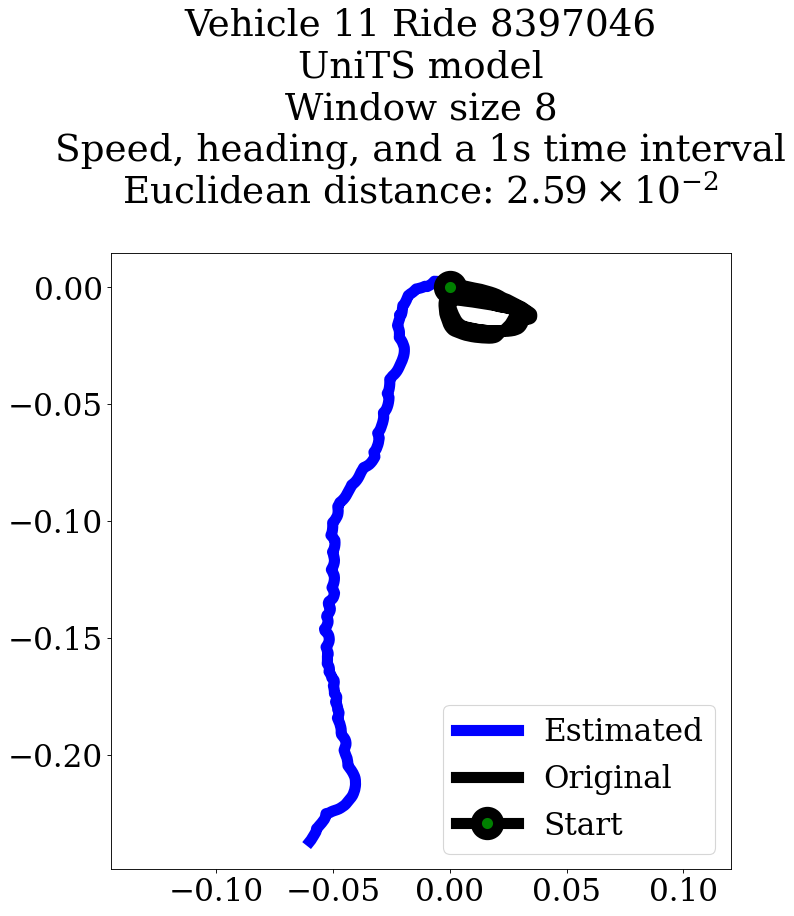 Vehicle 11 Ride 8397046
UniTS model
Window size 8
Speed, heading, and a 1s time interval
Euclidean distance: 2.59 × 10⁻²
0.00
−0.05
−0.10
−0.15
−0.20
Estimated
Original
Start
−0.10 −0.05 0.00 0.05 0.10